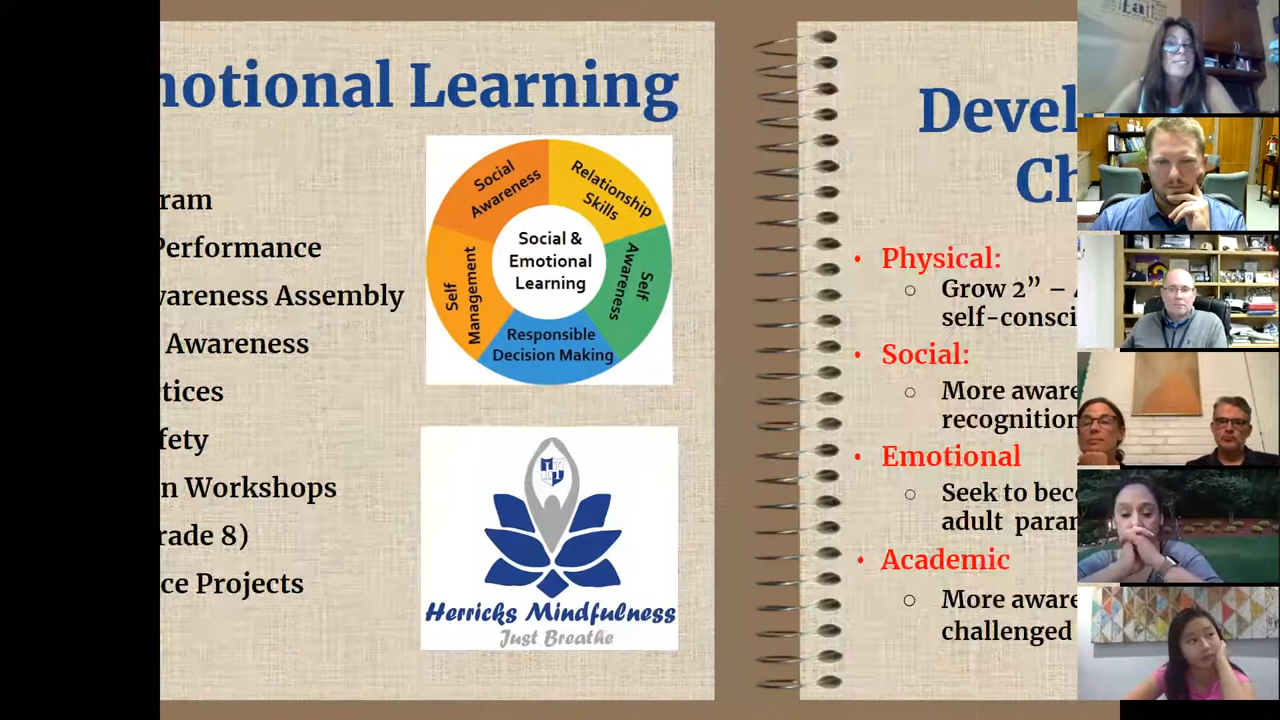 notional Learning
ram
Performance
wareness Assembly
Awareness
tices
fety
n Workshops
rade 8)
ce Projects
Social Awareness
Relationship Skills
Self Awareness
Self Management
Responsible Decision Making
Social &
Emotional
Learning
Herricks Mindfulness
Just Breathe
Devel
Ch
• Physical:
○ Grow 2” –
self-consci
• Social:
○ More aware
recognition
• Emotional
○ Seek to beco
adult paran
• Academic
○ More aware
challenged